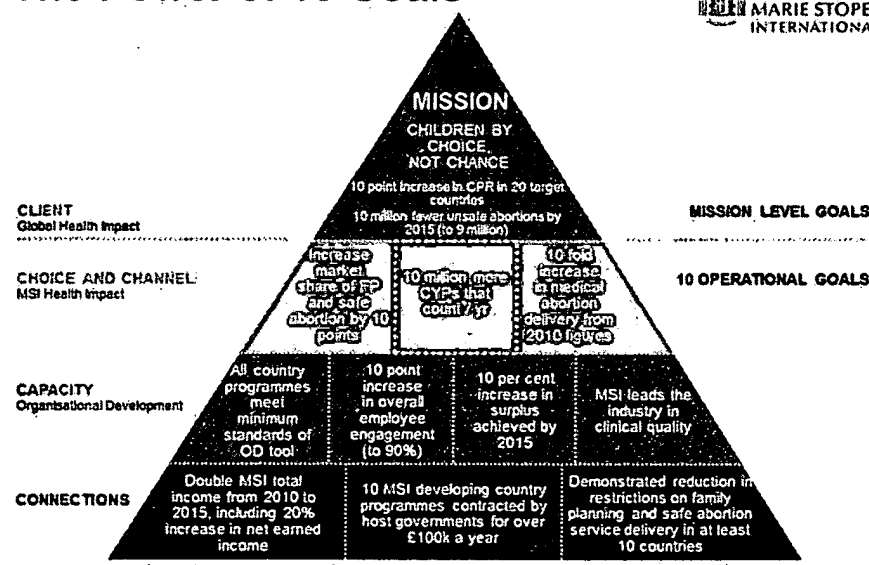 MARIE STOPE
INTERNATIONA
MISSION
CHILDREN BY
CHOICE,
NOT CHANCE
10 point increase in CPR in 20 target
countries
10 million fewer unsafe abortions by
2015 (to 9 million)
CLIENT
Global Health Impact
MISSION LEVEL GOALS
CHOICE AND CHANNEL
MSI Health Impact
Increase
market
share of FP
and safe
abortion by 10
points
10 million more
CYPs that
count / yr
10 fold
increase
in medical
abortion
delivery from
2010 figures
10 OPERATIONAL GOALS
CAPACITY
Organisational Development
All country
programmes
meet
minimum
standards of
OD tool
10 point
increase
in overall
employee
engagement
(to 90%)
10 per cent
increase in
surplus
achieved by
2015
MSI leads the
industry in
clinical quality
CONNECTIONS
Double MSI total
income from 2010 to
2015, including 20%
increase in net earned
income
10 MSI developing country
programmes contracted by
host governments for over
£100k a year
Demonstrated reduction in
restrictions on family
planning and safe abortion
service delivery in at least
10 countries